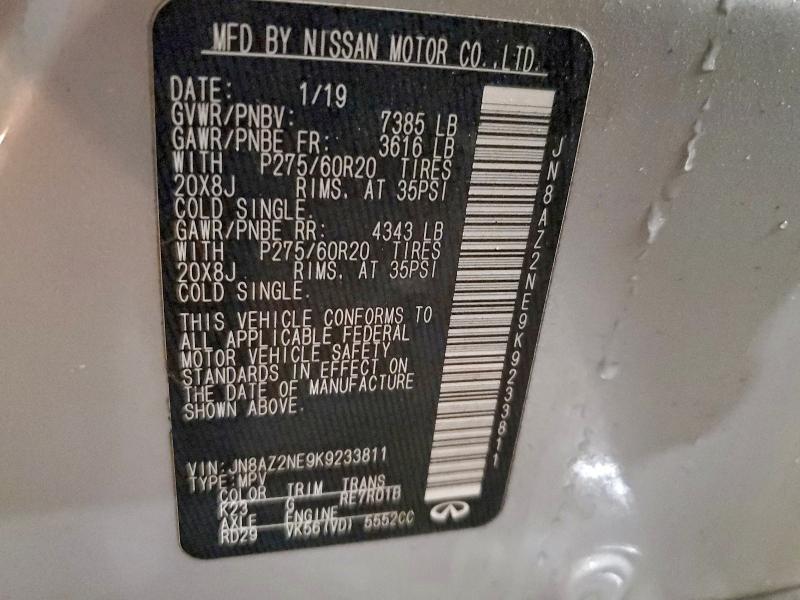 MFD BY NISSAN MOTOR CO.,LTD.
DATE: 1/19
GVWR/PNBV: 7385 LB
GAWR/PNBE FR: 3616 LB
WITH P275/60R20 TIRES
20X8J RIMS, AT 35PSI
COLD SINGLE.
GAWR/PNBE RR: 4343 LB
WITH P275/60R20 TIRES
20X8J RIMS, AT 35PSI
COLD SINGLE.
THIS VEHICLE CONFORMS TO
ALL APPLICABLE FEDERAL
MOTOR VEHICLE SAFETY
STANDARDS IN EFFECT ON
THE DATE OF MANUFACTURE
SHOWN ABOVE.
VIN: JN8AZ2NE9K9233811
TYPE:MPV
COLOR TRIM TRANS
K23 G RE7R01B
AXLE ENGINE
RD29 VK56(VD) 5552CC
JN8AZ2NE9K9233811